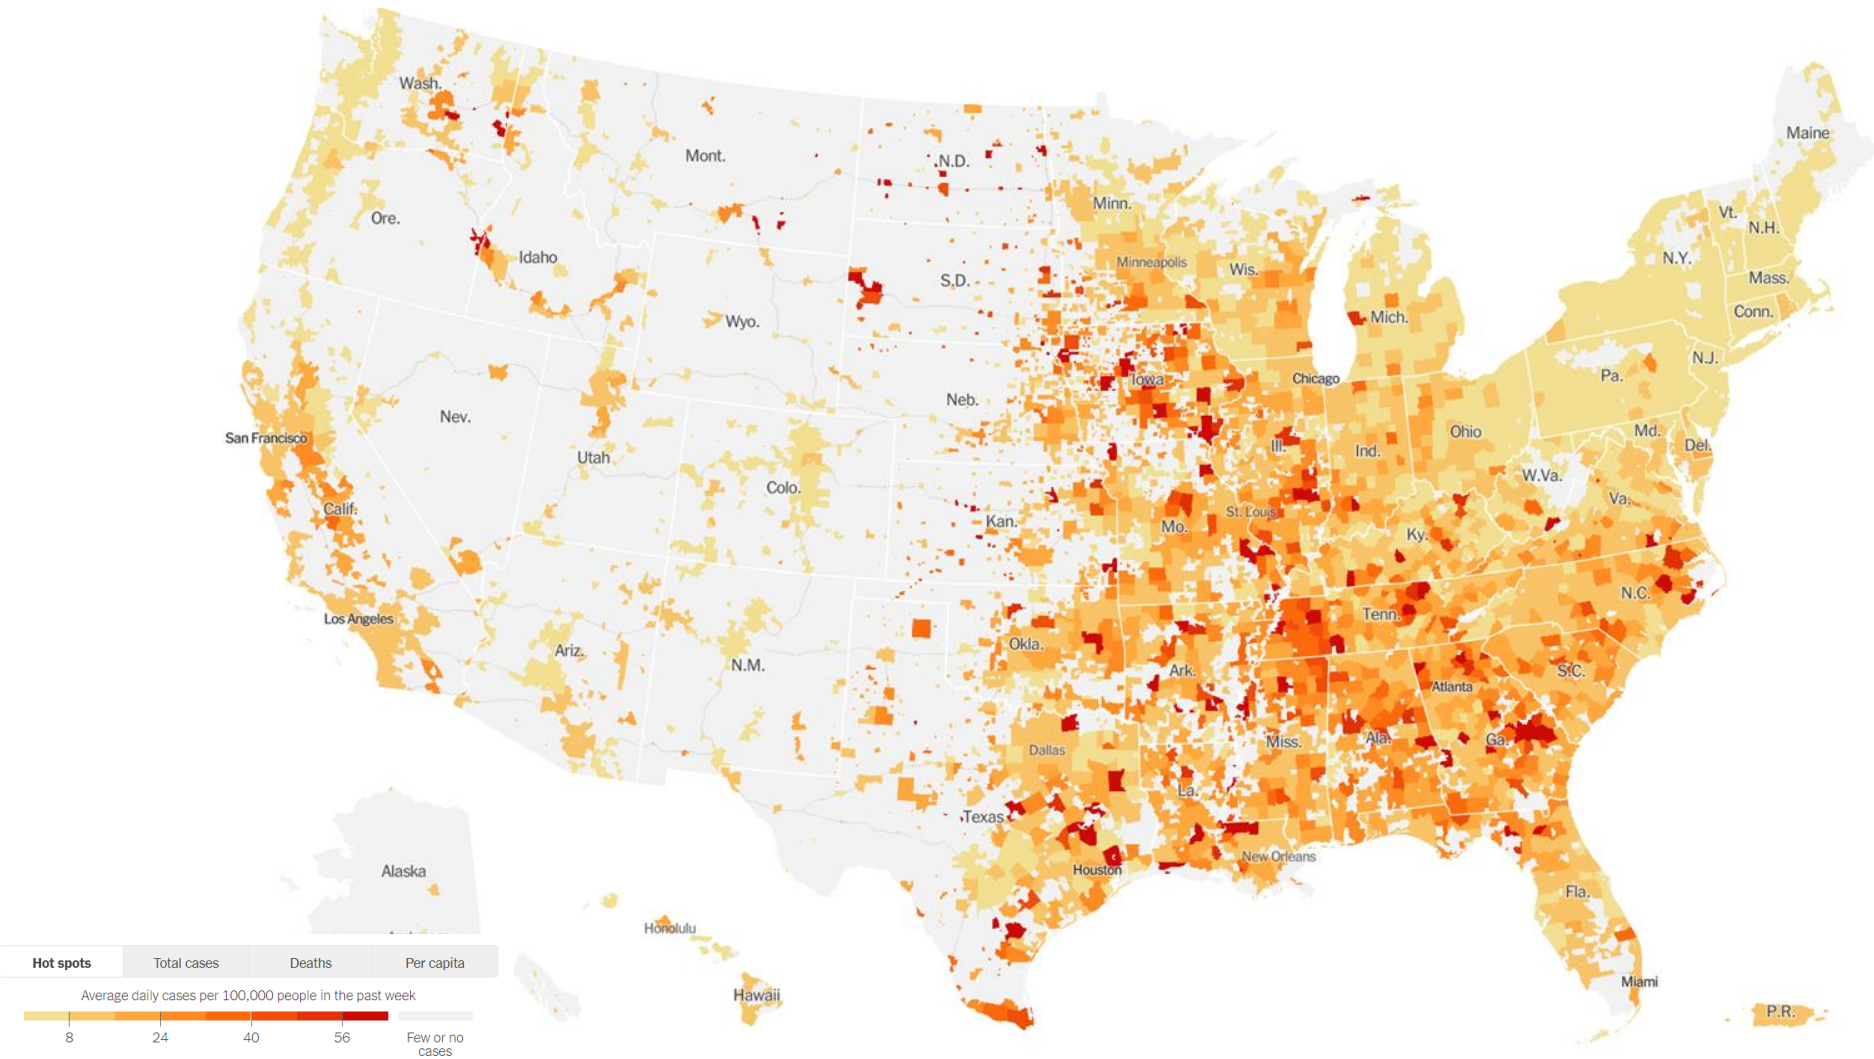 Wash.
Maine
Mont.
N.D.
Minn.
Vt.
Ore.
N.H.
Idaho
Minneapolis
Wis.
N.Y.
S.D.
Mass.
Wyo.
Mich.
Conn.
N.J.
Iowa
Chicago
Pa.
Neb.
Nev.
San Francisco
Ohio
Md.
Del.
Utah
Ill.
Ind.
W.Va.
Colo.
Va.
Calif.
Kan.
Mo.
St. Louis
Ky.
Los Angeles
N.C.
Tenn.
Ariz.
N.M.
Okla.
Ark.
S.C.
Atlanta
Dallas
Miss.
Ala.
Ga.
La.
Texas
New Orleans
Houston
Alaska
Fla.
Honolulu
Miami
Hawaii
P.R.
Hot spots
Total cases
Deaths
Per capita
Average daily cases per 100,000 people in the past week
8
24
40
56
Few or no
cases